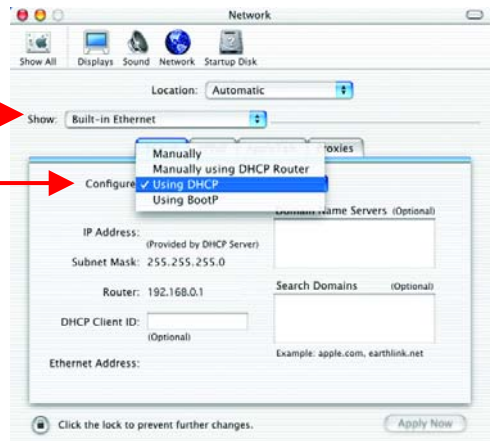 Network
Show All Displays Sound Network Startup Disk
Location: Automatic
Show: Built-in Ethernet
Proxies
Manually
Manually using DHCP Router
Configure ✓ Using DHCP
Using BootP
Domain Name Servers (Optional)
IP Address:
(Provided by DHCP Server)
Subnet Mask: 255.255.255.0
Router: 192.168.0.1
Search Domains (Optional)
DHCP Client ID:
(Optional)
Example: apple.com, earthlink.net
Ethernet Address:
Click the lock to prevent further changes.
Apply Now